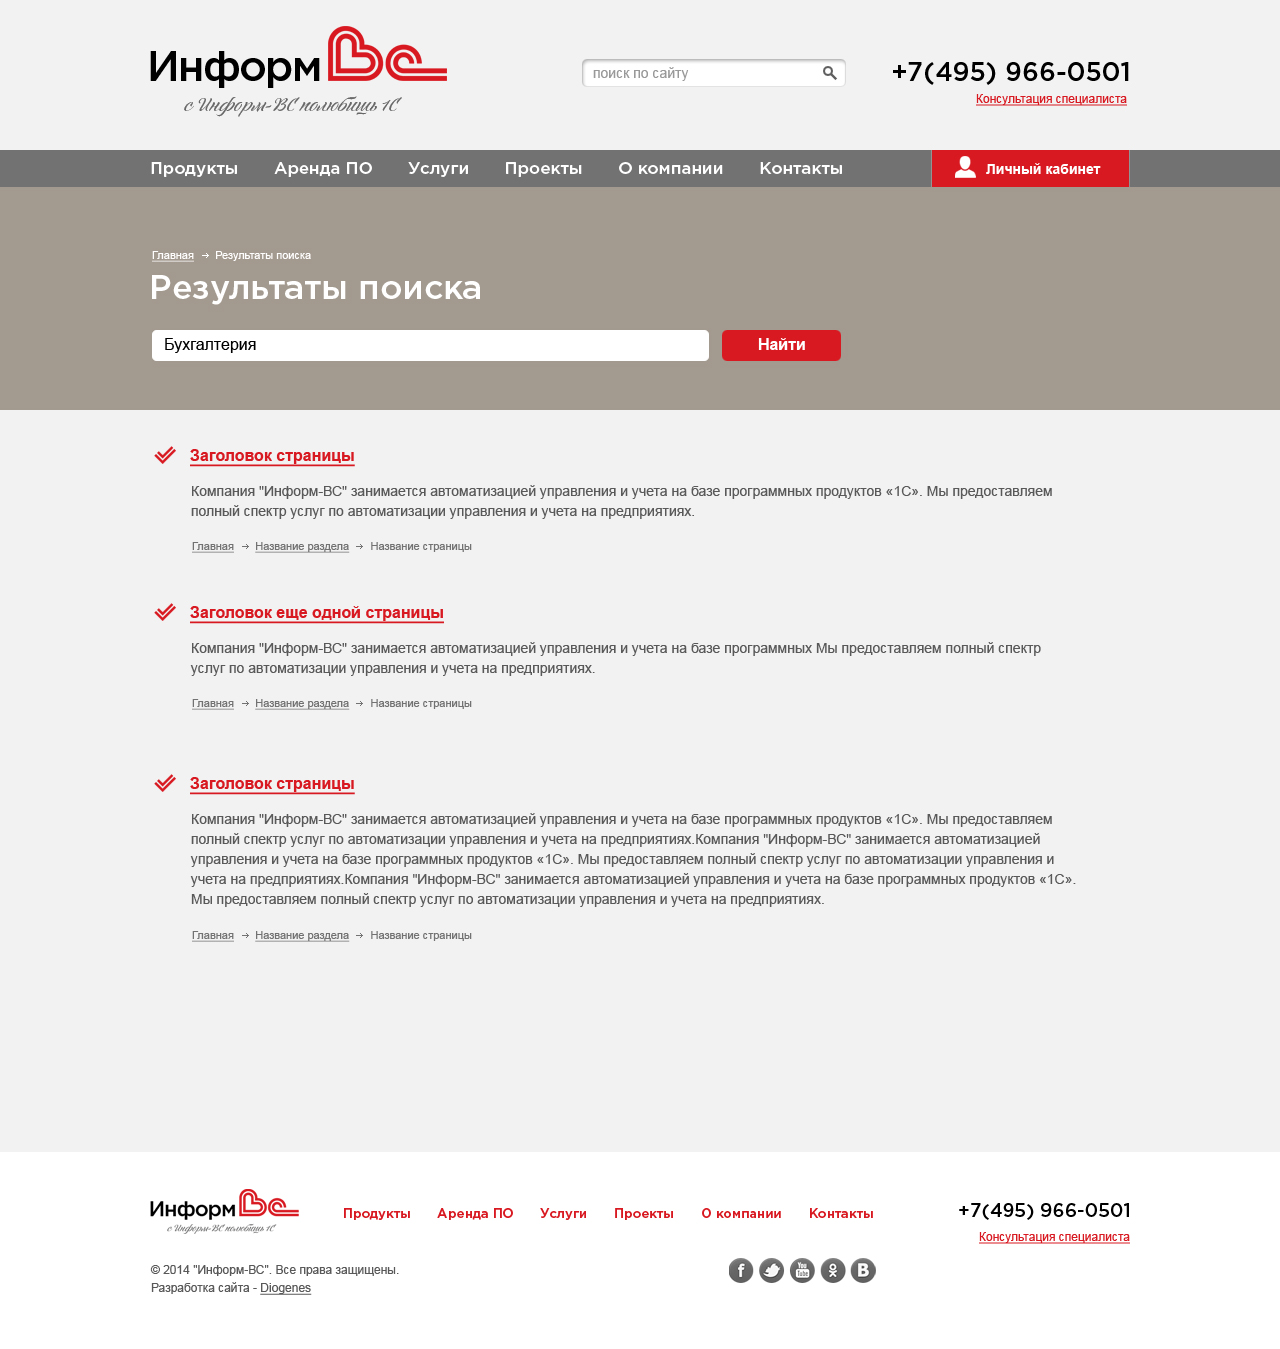 Информ ВС
с Информ-ВС полюбишь 1С
поиск по сайту
+7(495) 966-0501
Консультация специалиста
Продукты Аренда ПО Услуги Проекты О компании Контакты Личный кабинет
Главная → Результаты поиска
Результаты поиска
Бухгалтерия Найти
Заголовок страницы
Компания "Информ-ВС" занимается автоматизацией управления и учета на базе программных продуктов «1С». Мы предоставляем
полный спектр услуг по автоматизации управления и учета на предприятиях.
Главная → Название раздела → Название страницы
Заголовок еще одной страницы
Компания "Информ-ВС" занимается автоматизацией управления и учета на базе программных Мы предоставляем полный спектр
услуг по автоматизации управления и учета на предприятиях.
Главная → Название раздела → Название страницы
Заголовок страницы
Компания "Информ-ВС" занимается автоматизацией управления и учета на базе программных продуктов «1С». Мы предоставляем
полный спектр услуг по автоматизации управления и учета на предприятиях.Компания "Информ-ВС" занимается автоматизацией
управления и учета на базе программных продуктов «1С». Мы предоставляем полный спектр услуг по автоматизации управления и
учета на предприятиях.Компания "Информ-ВС" занимается автоматизацией управления и учета на базе программных продуктов «1С».
Мы предоставляем полный спектр услуг по автоматизации управления и учета на предприятиях.
Главная → Название раздела → Название страницы
Информ ВС
с Информ-ВС полюбишь 1С
Продукты Аренда ПО Услуги Проекты О компании Контакты
+7(495) 966-0501
Консультация специалиста
© 2014 "Информ-ВС". Все права защищены.
Разработка сайта - Diogenes
f You Tube B